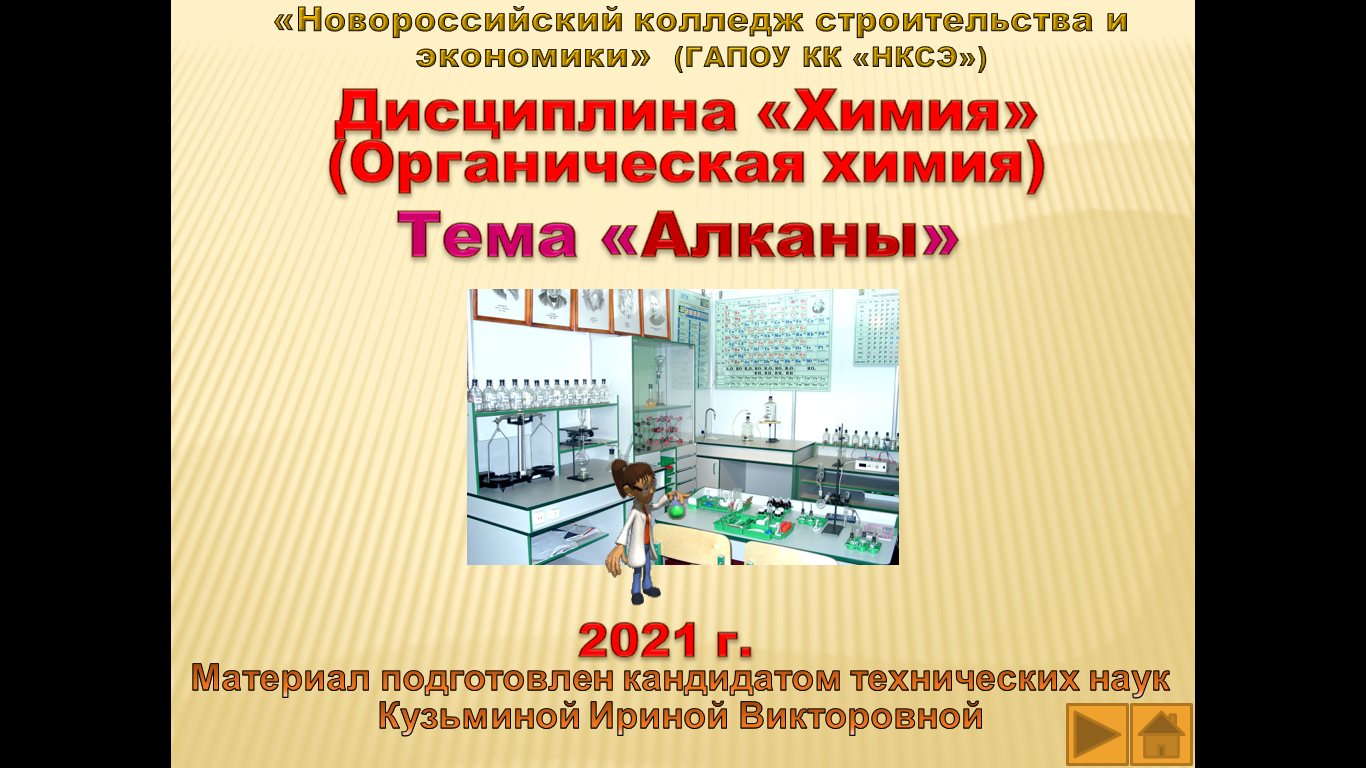 «Новороссийский колледж строительства и
экономики» (ГАПОУ КК «НКСЭ»)
Дисциплина «Химия»
(Органическая химия)
Тема «Алканы»
2021 г.
Материал подготовлен кандидатом технических наук
Кузьминой Ириной Викторовной